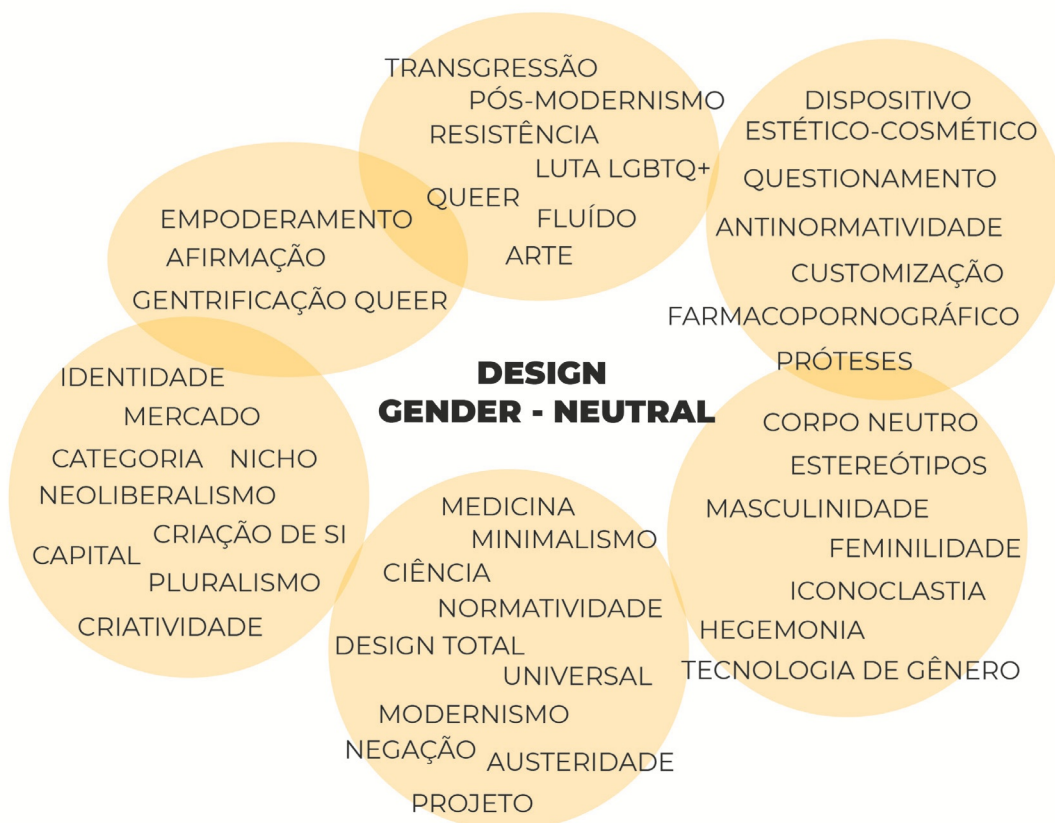 TRANSGRESSÃO
PÓS-MODERNISMO
RESISTÊNCIA
LUTA LGBTQ+
QUEER
FLUÍDO
ARTE
DISPOSITIVO
ESTÉTICO-COSMÉTICO
QUESTIONAMENTO
ANTINORMATIVIDADE
CUSTOMIZAÇÃO
FARMACOPORNOGRÁFICO
PRÓTESES
EMPODERAMENTO
AFIRMAÇÃO
GENTRIFICAÇÃO QUEER
DESIGN
GENDER - NEUTRAL
IDENTIDADE
MERCADO
CATEGORIA NICHO
NEOLIBERALISMO
CRIAÇÃO DE SI
CAPITAL
PLURALISMO
CRIATIVIDADE
MEDICINA
MINIMALISMO
CIÊNCIA
NORMATIVIDADE
DESIGN TOTAL
UNIVERSAL
MODERNISMO
NEGAÇÃO
AUSTERIDADE
PROJETO
CORPO NEUTRO
ESTEREÓTIPOS
MASCULINIDADE
FEMINILIDADE
ICONOCLASTIA
HEGEMONIA
TECNOLOGIA DE GÊNERO